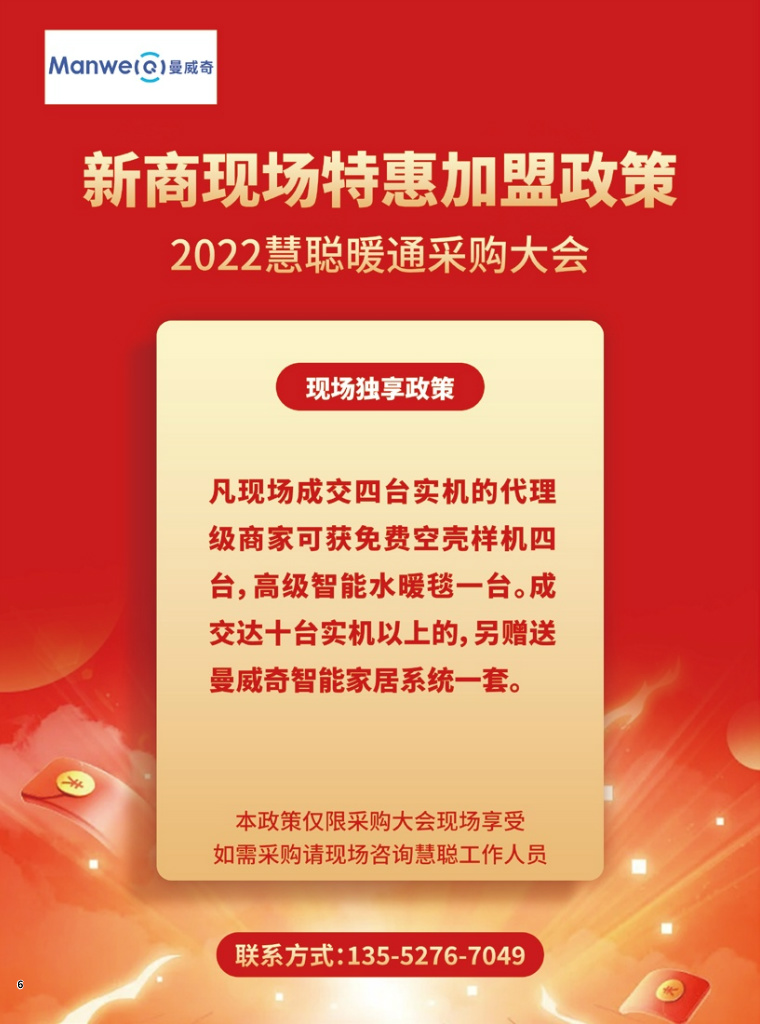 Manwe(Q)曼威奇
新商现场特惠加盟政策
2022慧聪暖通采购大会
现场独享政策
凡现场成交四台实机的代理
级商家可获免费空壳样机四
台，高级智能水暖毯一台。成
交达十台实机以上的，另赠送
曼威奇智能家居系统一套。
本政策仅限采购大会现场享受
如需采购请现场咨询慧聪工作人员
联系方式：135-5276-7049
6